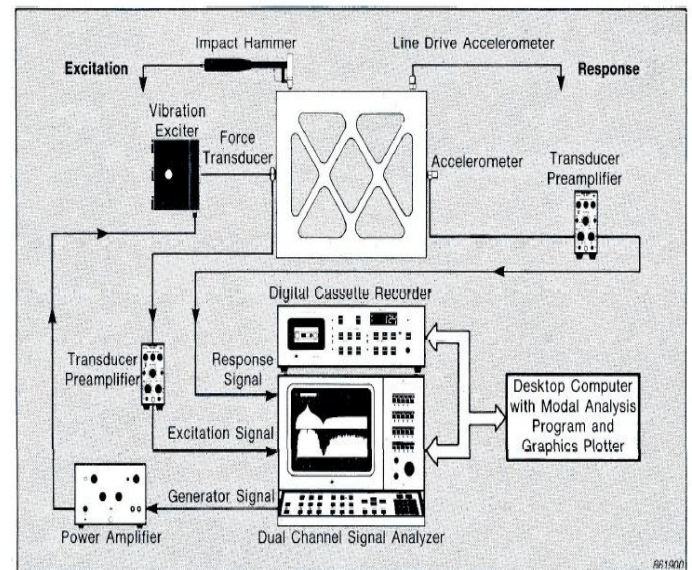 Impact Hammer
Line Drive Accelerometer
Excitation
Response
Vibration
Exciter
Force
Transducer
Accelerometer
Transducer
Preamplifier
Digital Cassette Recorder
Transducer
Preamplifier
Response
Signal
Desktop Computer
with Modal Analysis
Program and
Graphics Plotter
Excitation Signal
Generator Signal
Power Amplifier
Dual Channel Signal Analyzer
861900